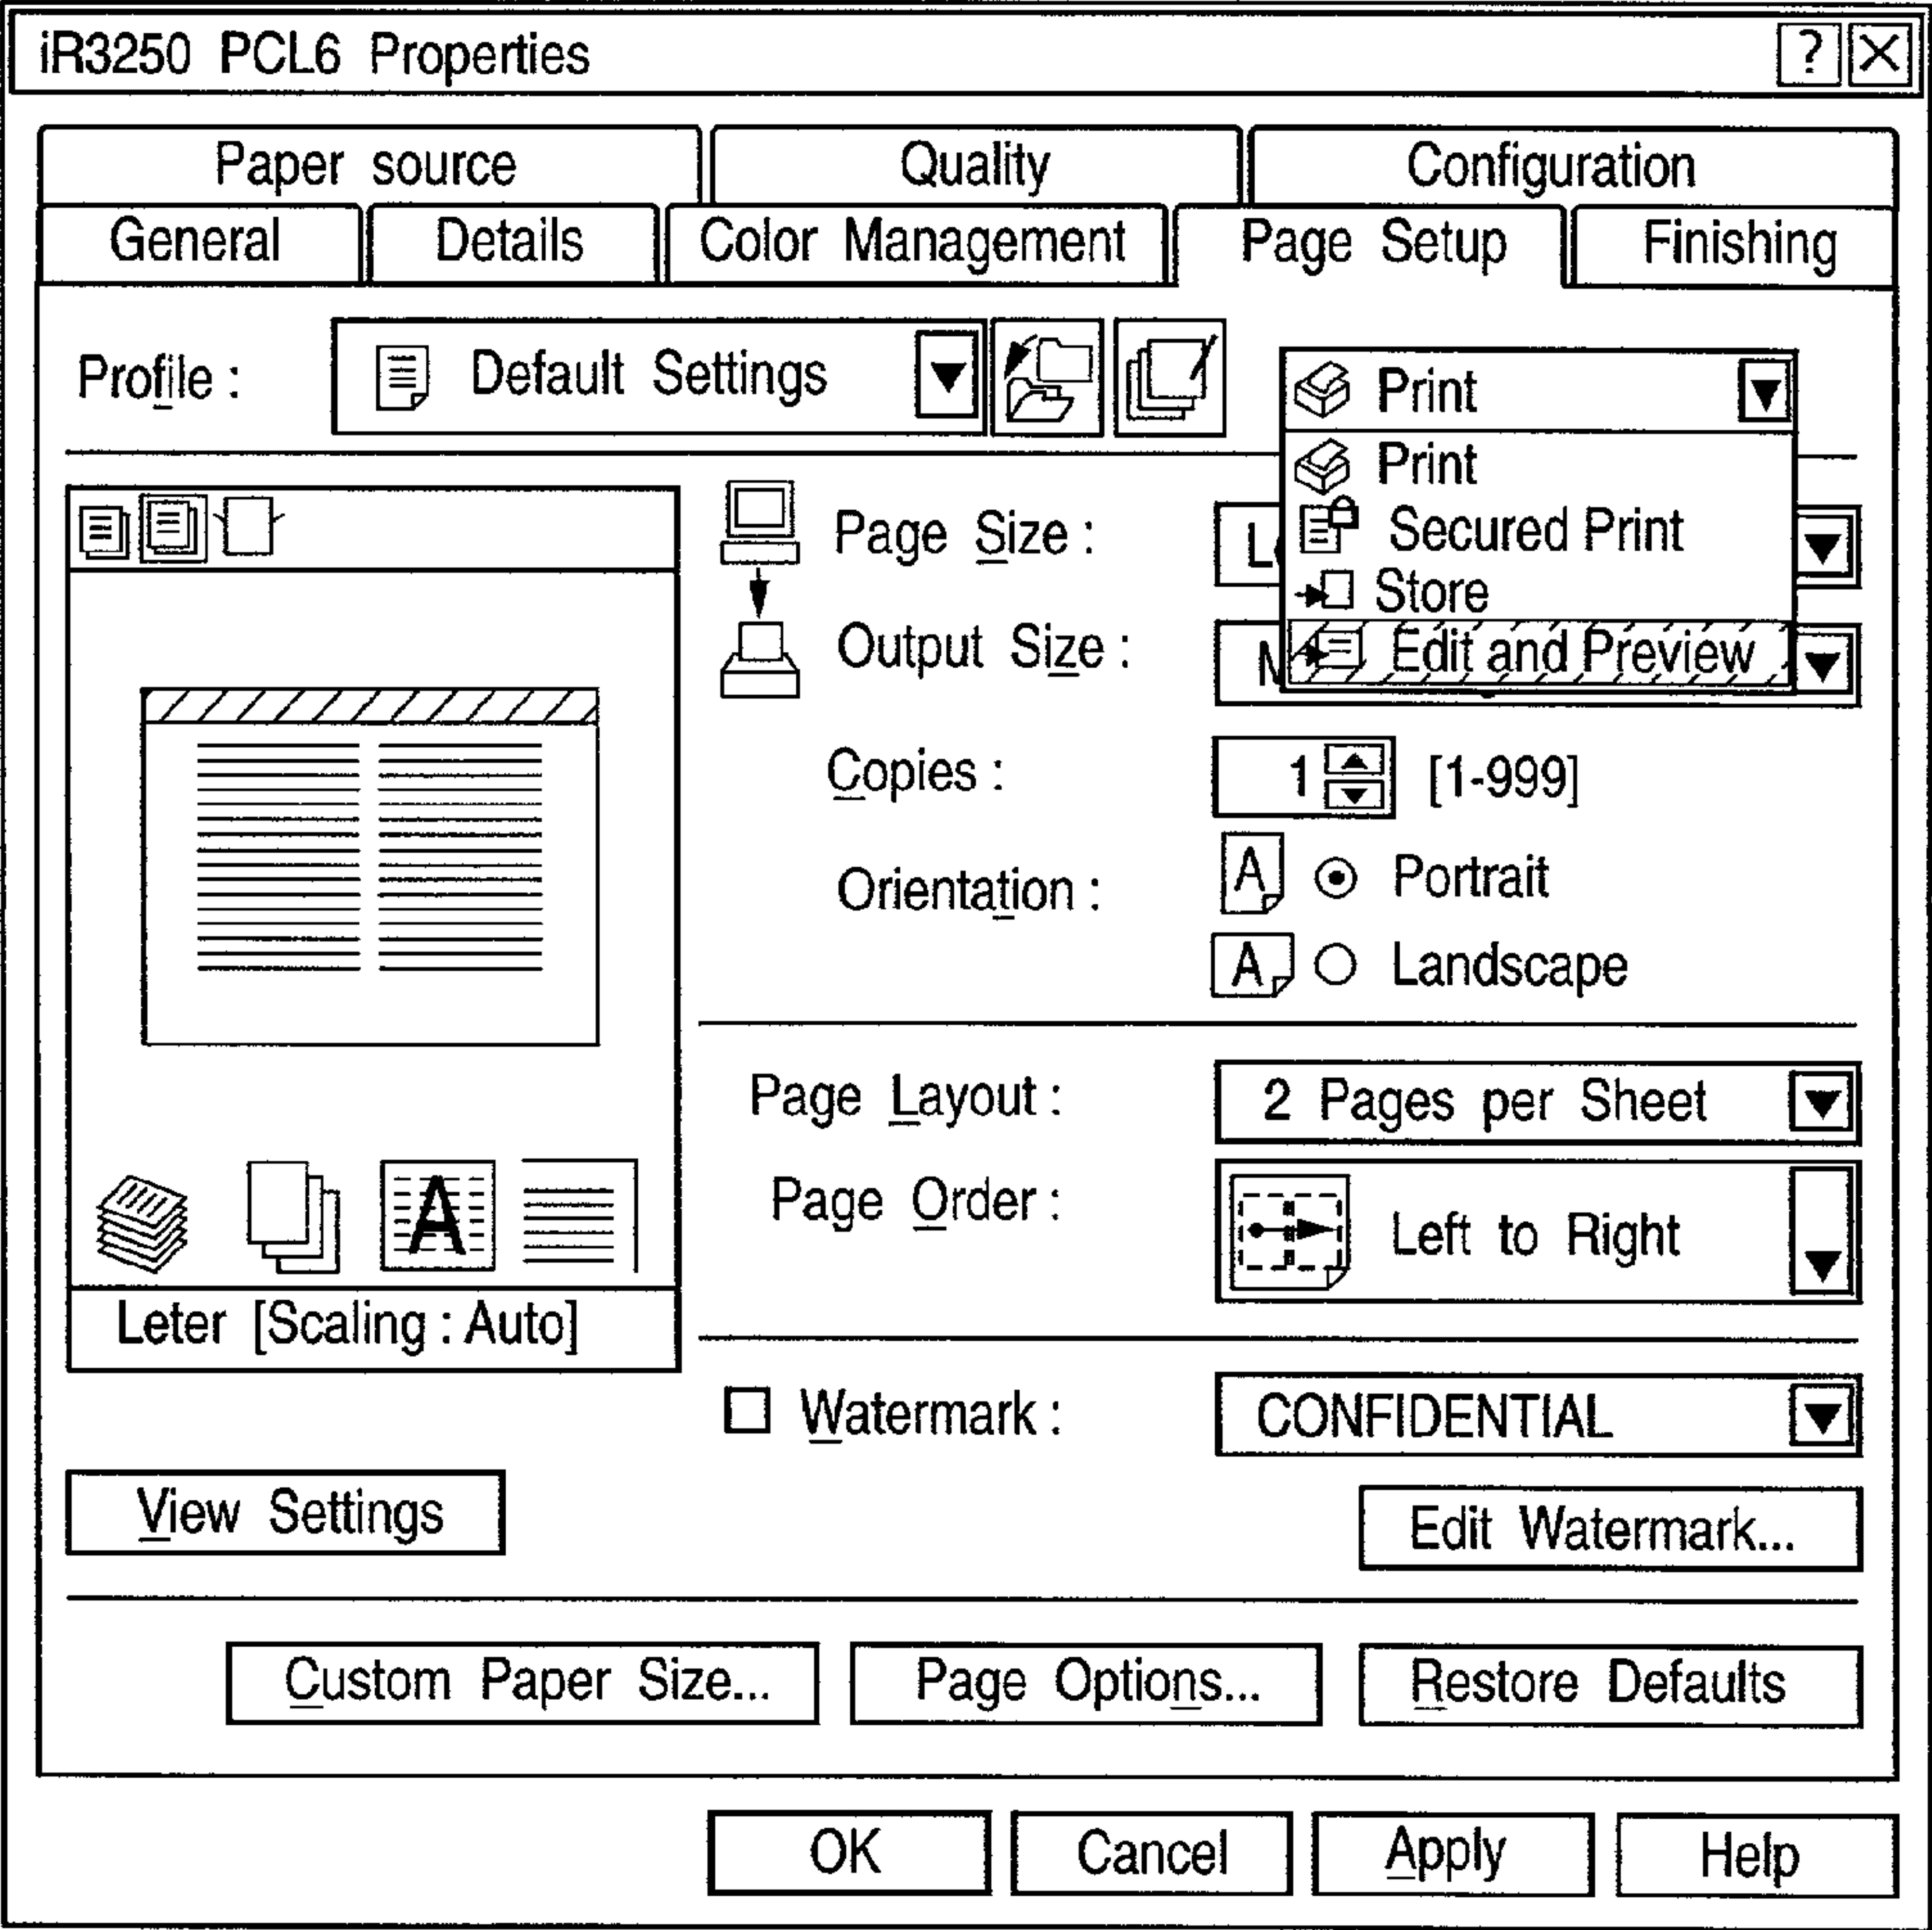 iR3250 PCL6 Properties ?
Paper source Quality Configuration
General Details Color Management Page Setup Finishing
Profile : Default Settings Print
Print
Secured Print
Store
Edit and Preview
Page Size :
Output Size :
Copies : 1 [1-999]
Orientation : A Portrait
A Landscape
Page Layout : 2 Pages per Sheet
Page Order : Left to Right
A
Leter [Scaling : Auto]
Watermark : CONFIDENTIAL
View Settings Edit Watermark...
Custom Paper Size... Page Options... Restore Defaults
OK Cancel Apply Help